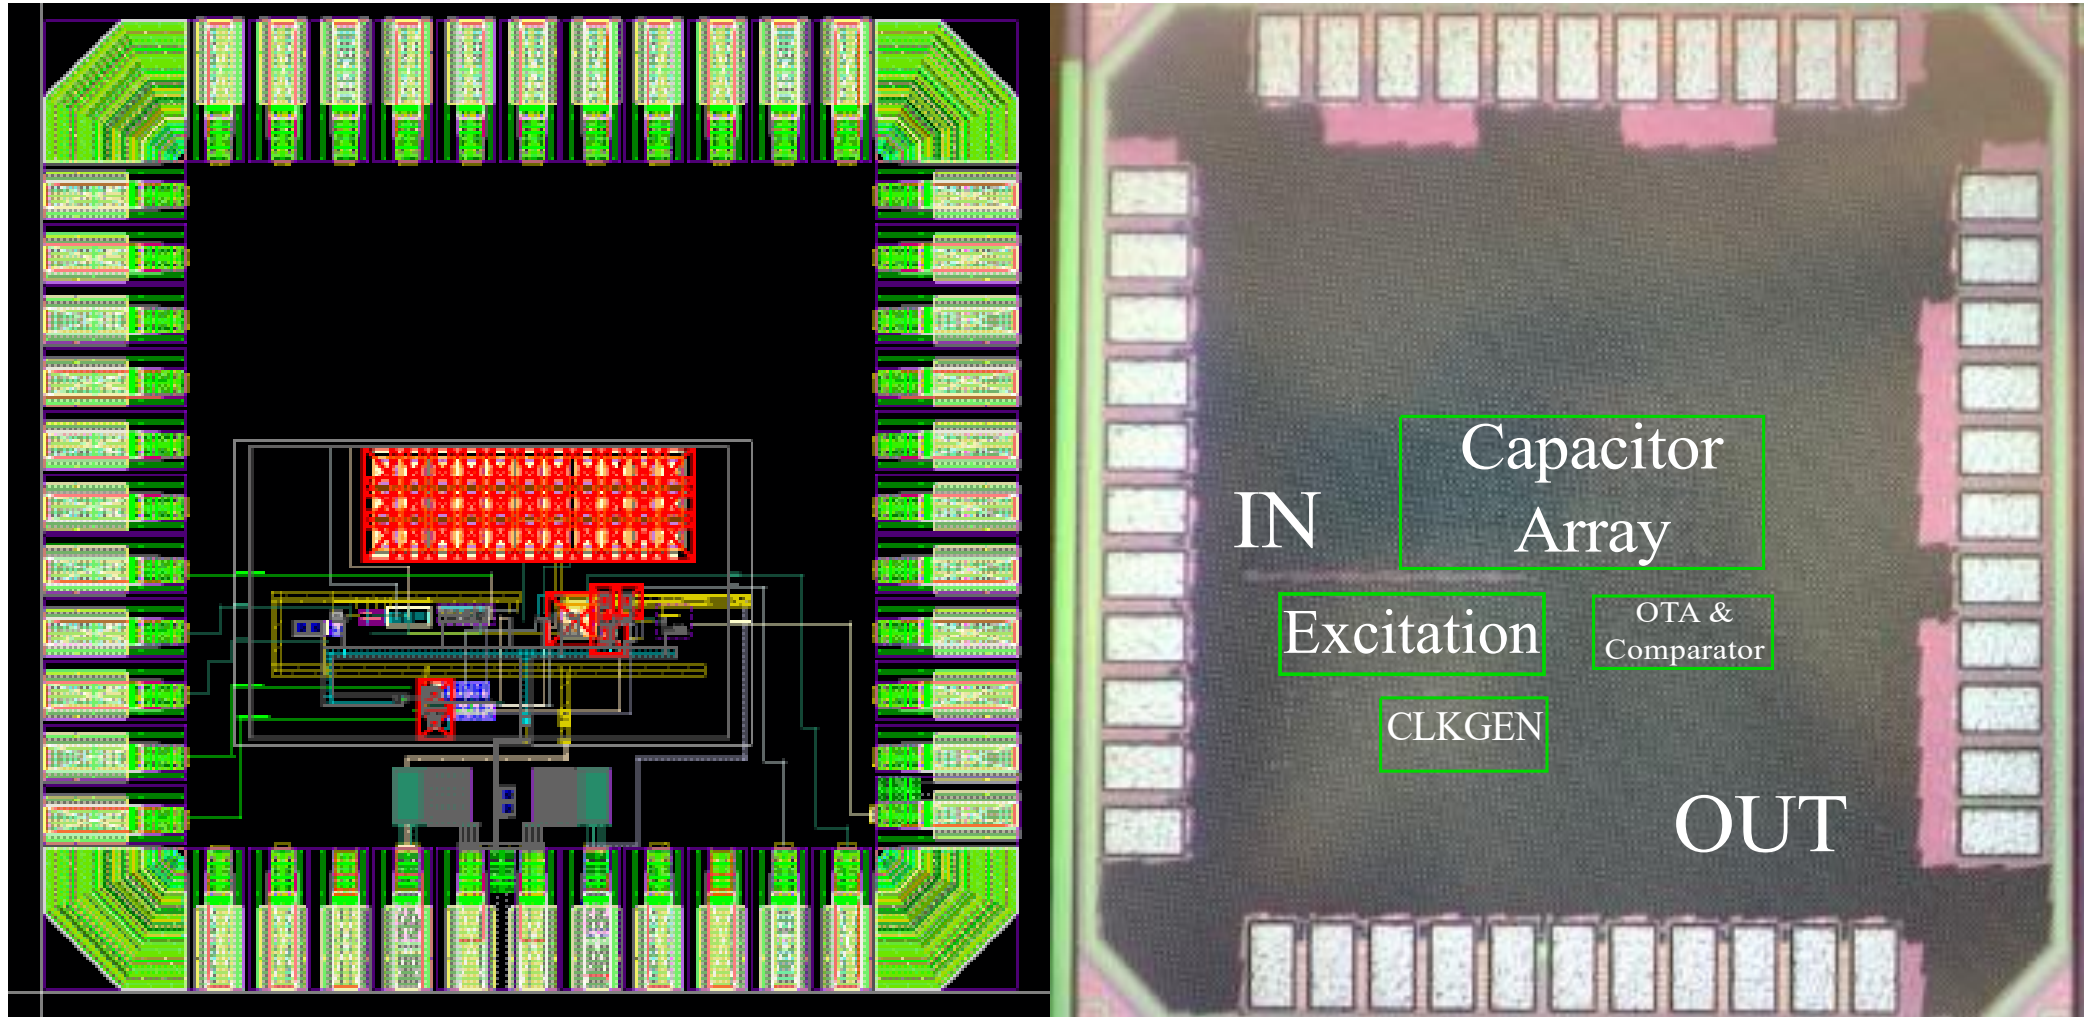 Capacitor
Array
IN
Excitation
OTA &
Comparator
CLKGEN
OUT